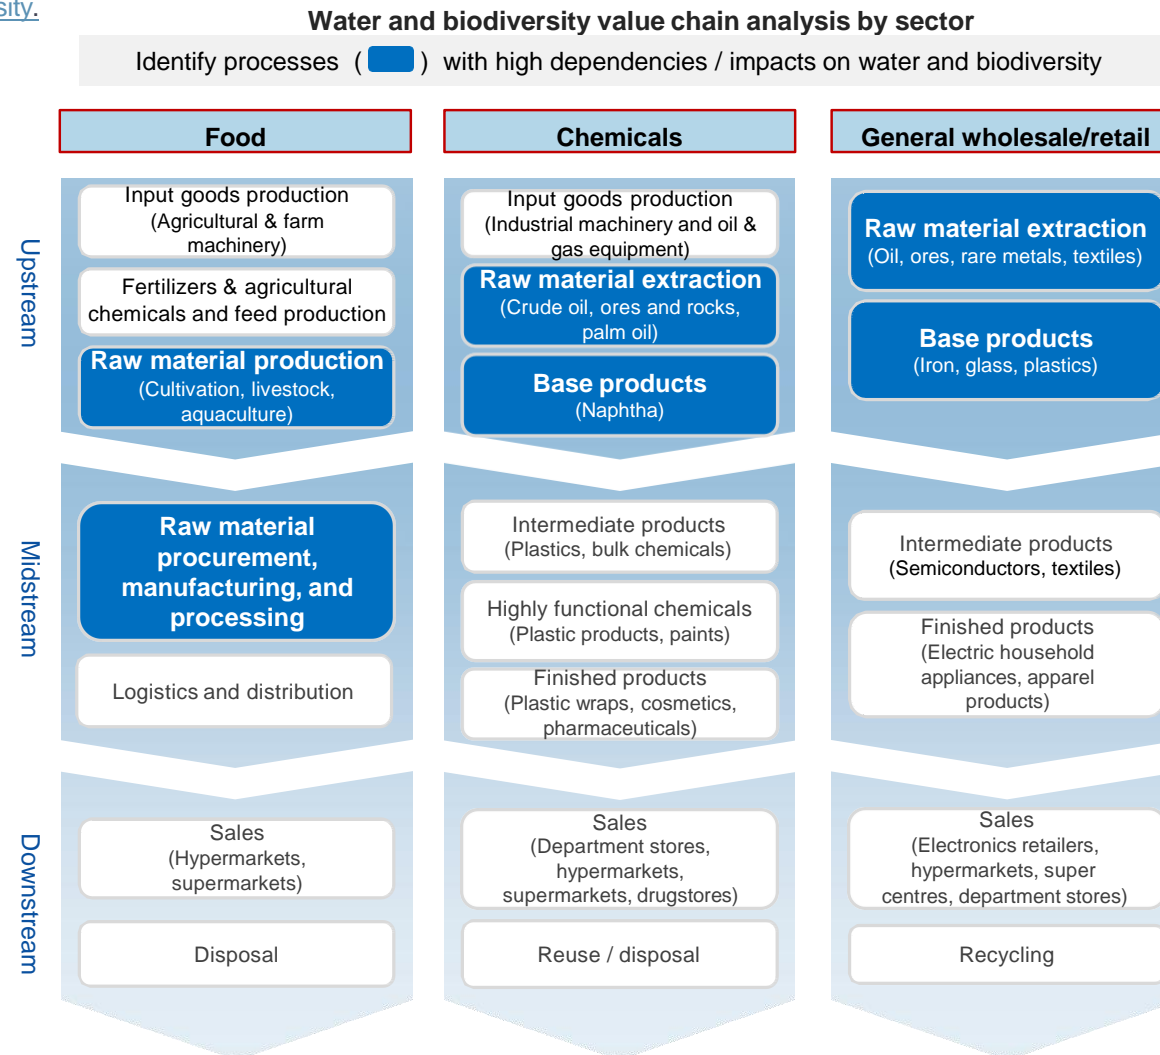 sity.
Water and biodiversity value chain analysis by sector
Identify processes ( ) with high dependencies / impacts on water and biodiversity
Food
Chemicals
General wholesale/retail
Upstream
Input goods production
(Agricultural & farm
machinery)
Fertilizers & agricultural
chemicals and feed production
Raw material production
(Cultivation, livestock,
aquaculture)
Input goods production
(Industrial machinery and oil &
gas equipment)
Raw material extraction
(Crude oil, ores and rocks,
palm oil)
Base products
(Naphtha)
Raw material extraction
(Oil, ores, rare metals, textiles)
Base products
(Iron, glass, plastics)
Midstream
Raw material
procurement,
manufacturing, and
processing
Logistics and distribution
Intermediate products
(Plastics, bulk chemicals)
Highly functional chemicals
(Plastic products, paints)
Finished products
(Plastic wraps, cosmetics,
pharmaceuticals)
Intermediate products
(Semiconductors, textiles)
Finished products
(Electric household
appliances, apparel
products)
Downstream
Sales
(Hypermarkets,
supermarkets)
Disposal
Sales
(Department stores,
hypermarkets,
supermarkets, drugstores)
Reuse / disposal
Sales
(Electronics retailers,
hypermarkets, super
centres, department stores)
Recycling